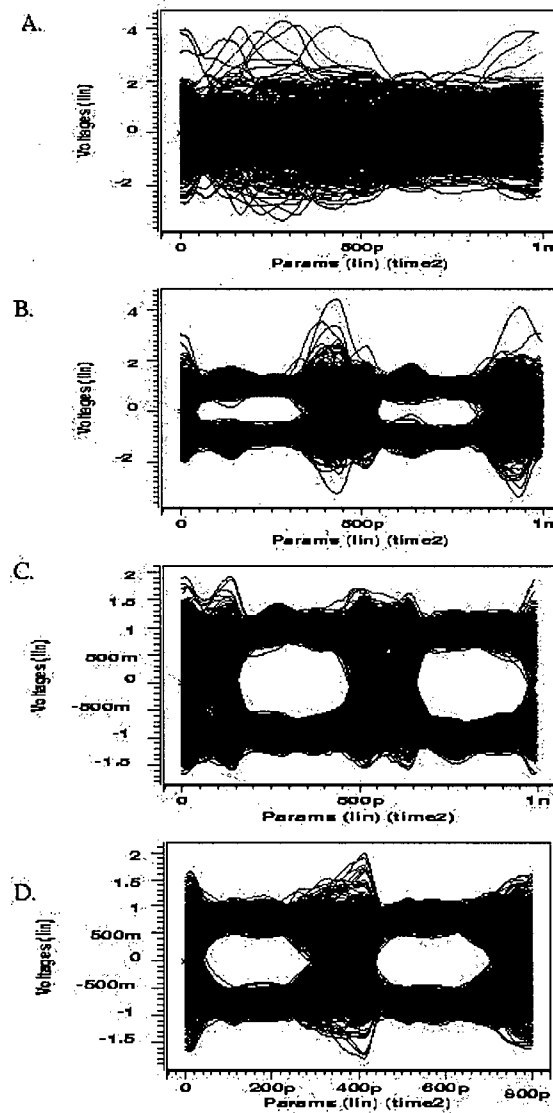 A.
4
2
0
-2
Voltages (lin)
0
500p
1n
Params (lin) (time2)
B.
4
2
0
-2
Voltages (lin)
0
500p
1n
Params (lin) (time2)
C.
2
1.5
1
500m
0
-500m
-1
-1.5
Voltages (lin)
0
500p
1n
Params (lin) (time2)
D.
2
1.5
1
500m
0
-500m
-1
-1.5
Voltages (lin)
0
200p
400p
600p
800p
Params (lin) (time2)